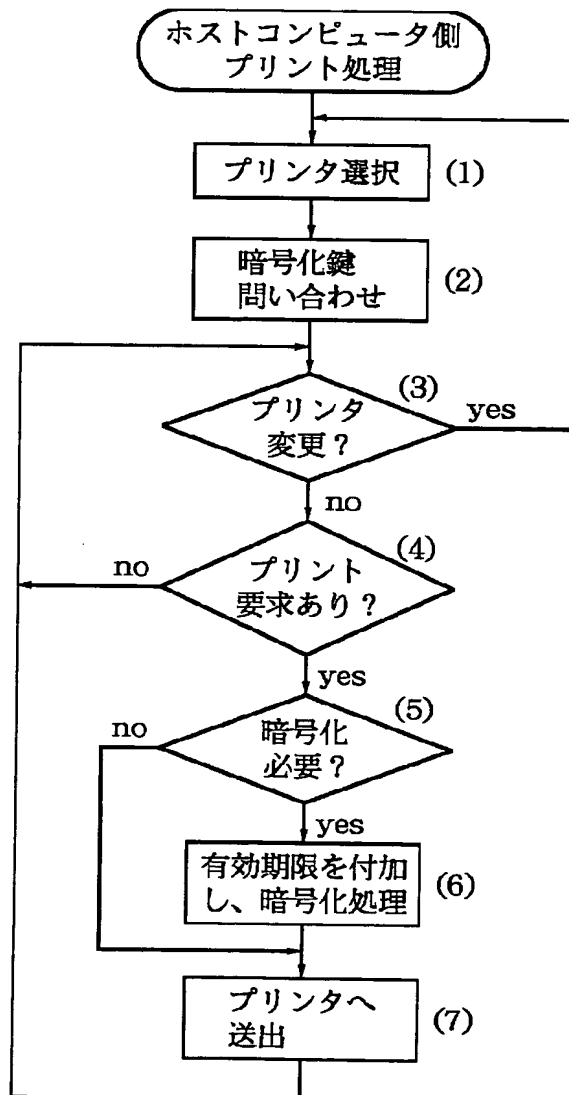 ホストコンピュータ側
プリント処理
プリンタ選択 (1)
暗号化鍵
問い合わせ (2)
(3)
プリンタ
変更？ yes
no
(4)
no プリント
要求あり？
yes
(5)
no 暗号化
必要？
yes
有効期限を付加
し、暗号化処理 (6)
プリンタへ
送出 (7)